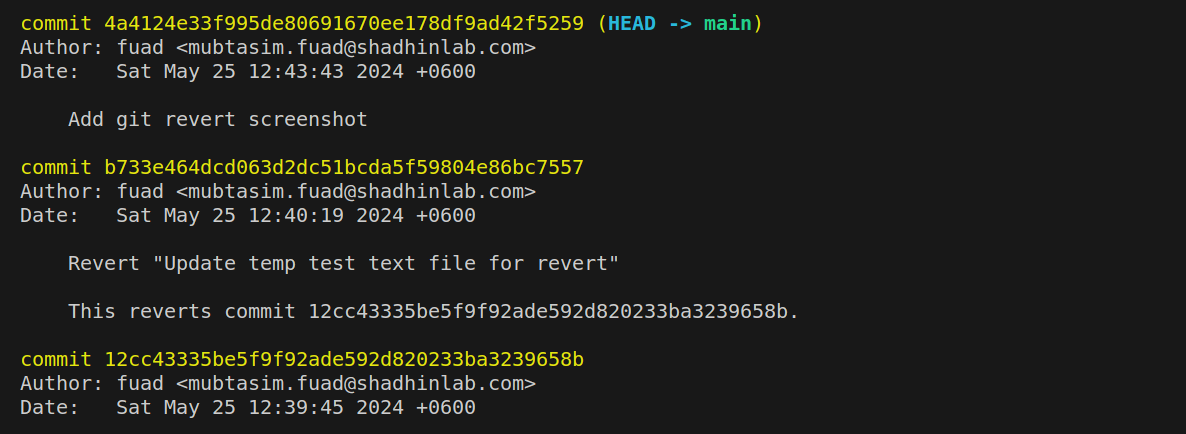 commit 4a4124e33f995de80691670ee178df9ad42f5259 (HEAD -> main)
Author: fuad <mubtasim.fuad@shadhinlab.com>
Date:   Sat May 25 12:43:43 2024 +0600

    Add git revert screenshot

commit b733e464dcd063d2dc51bcda5f59804e86bc7557
Author: fuad <mubtasim.fuad@shadhinlab.com>
Date:   Sat May 25 12:40:19 2024 +0600

    Revert "Update temp test text file for revert"

    This reverts commit 12cc43335be5f9f92ade592d820233ba3239658b.

commit 12cc43335be5f9f92ade592d820233ba3239658b
Author: fuad <mubtasim.fuad@shadhinlab.com>
Date:   Sat May 25 12:39:45 2024 +0600